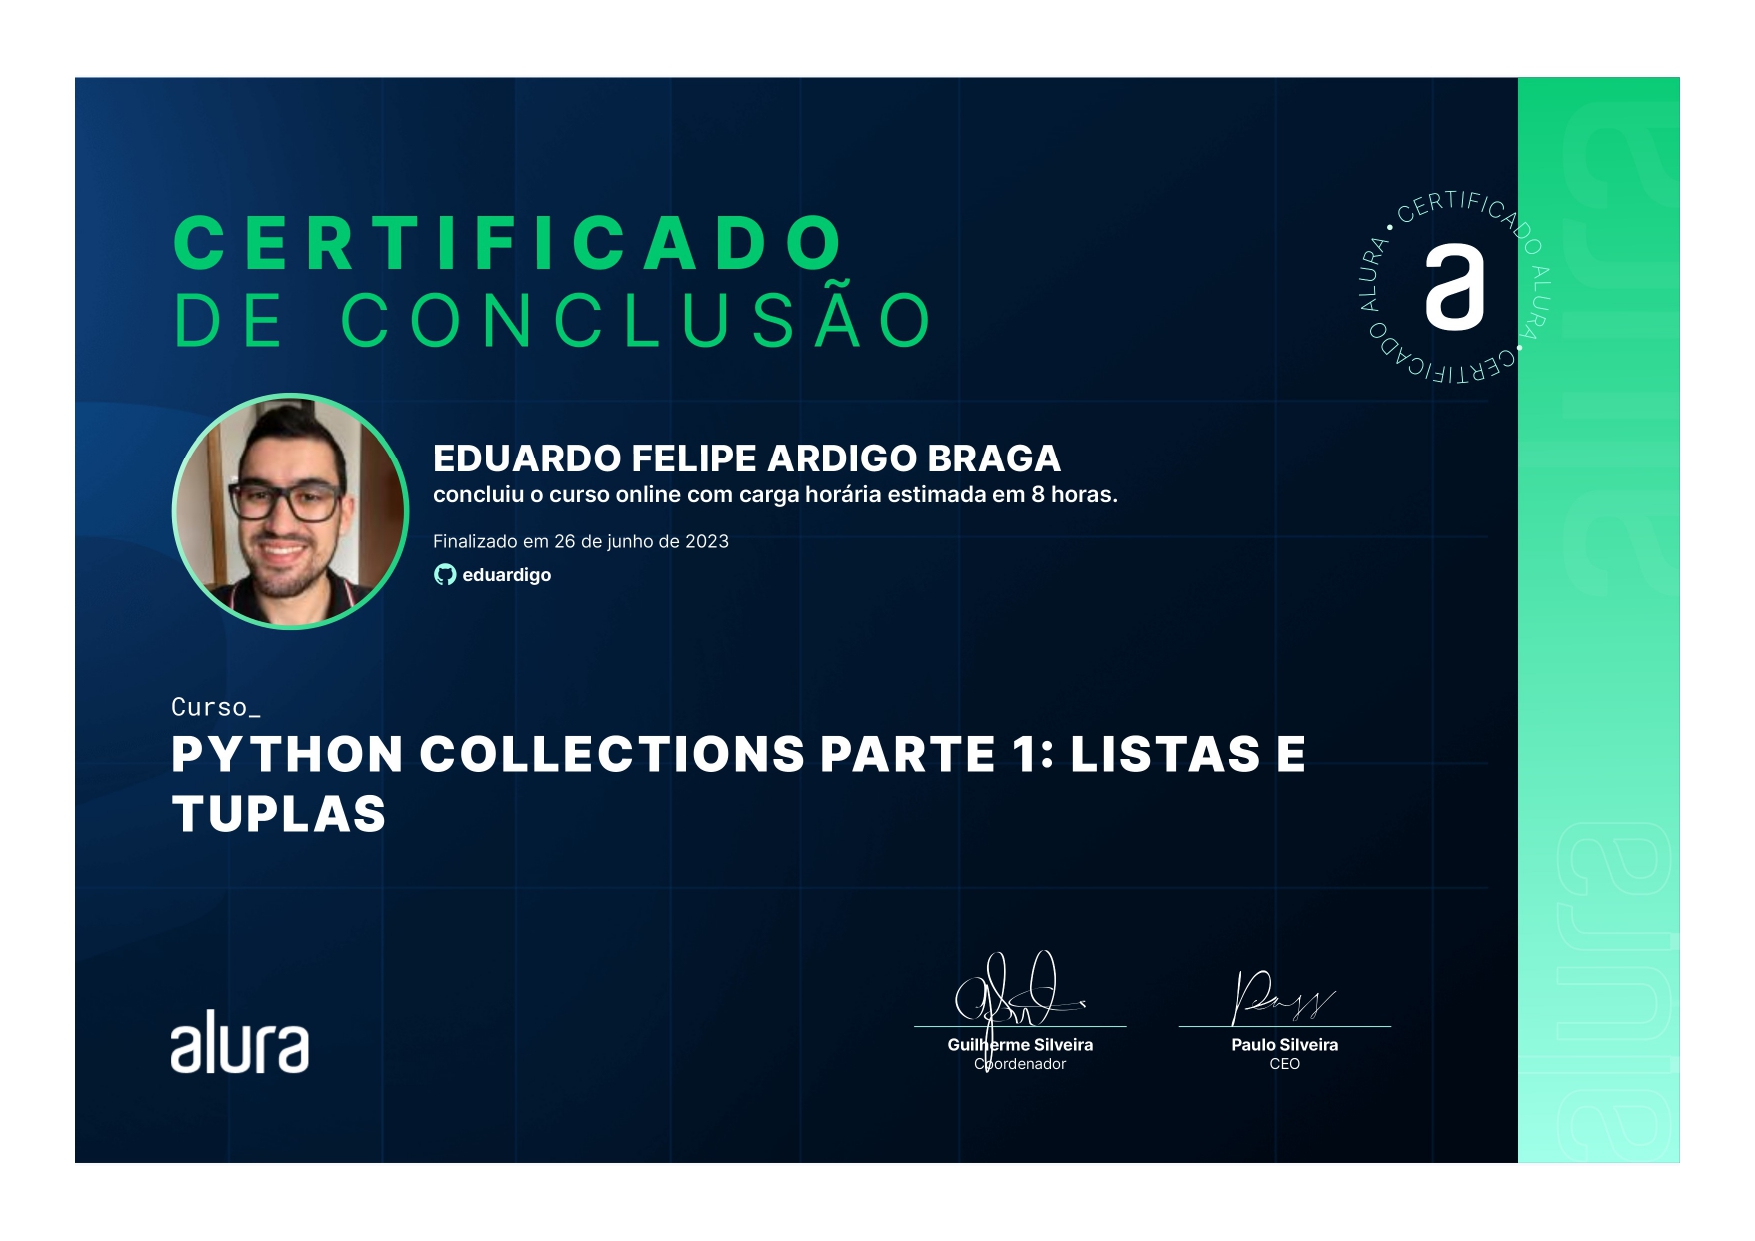 CERTIFICADO
DE CONCLUSÃO
CERTIFICADO ALURA • CERTIFICADO ALURA •
a
EDUARDO FELIPE ARDIGO BRAGA
concluiu o curso online com carga horária estimada em 8 horas.
Finalizado em 26 de junho de 2023
eduardigo
Curso_
PYTHON COLLECTIONS PARTE 1: LISTAS E
TUPLAS
alura
Guilherme Silveira
Coordenador
Paulo Silveira
CEO
alura
alura
alura